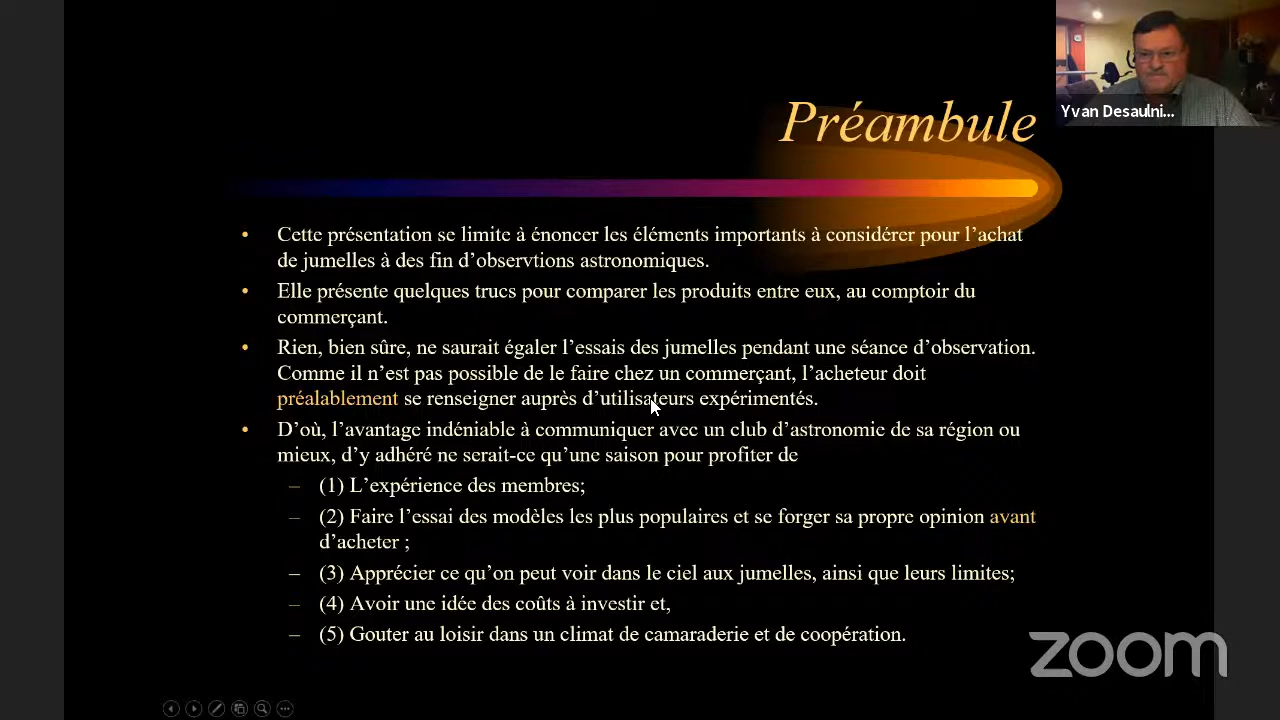 Préambule
Yvan Desaulni...
• Cette présentation se limite à énoncer les éléments importants à considérer pour l’achat
de jumelles à des fin d’observtions astronomiques.
• Elle présente quelques trucs pour comparer les produits entre eux, au comptoir du
commerçant.
• Rien, bien sûre, ne saurait égaler l’essais des jumelles pendant une séance d’observation.
Comme il n’est pas possible de le faire chez un commerçant, l’acheteur doit
préalablement se renseigner auprès d’utilisateurs expérimentés.
• D’où, l’avantage indéniable à communiquer avec un club d’astronomie de sa région ou
mieux, d’y adhéré ne serait-ce qu’une saison pour profiter de
– (1) L’expérience des membres;
– (2) Faire l’essai des modèles les plus populaires et se forger sa propre opinion avant
d’acheter ;
– (3) Apprécier ce qu’on peut voir dans le ciel aux jumelles, ainsi que leurs limites;
– (4) Avoir une idée des coûts à investir et,
– (5) Gouter au loisir dans un climat de camaraderie et de coopération.
zoom